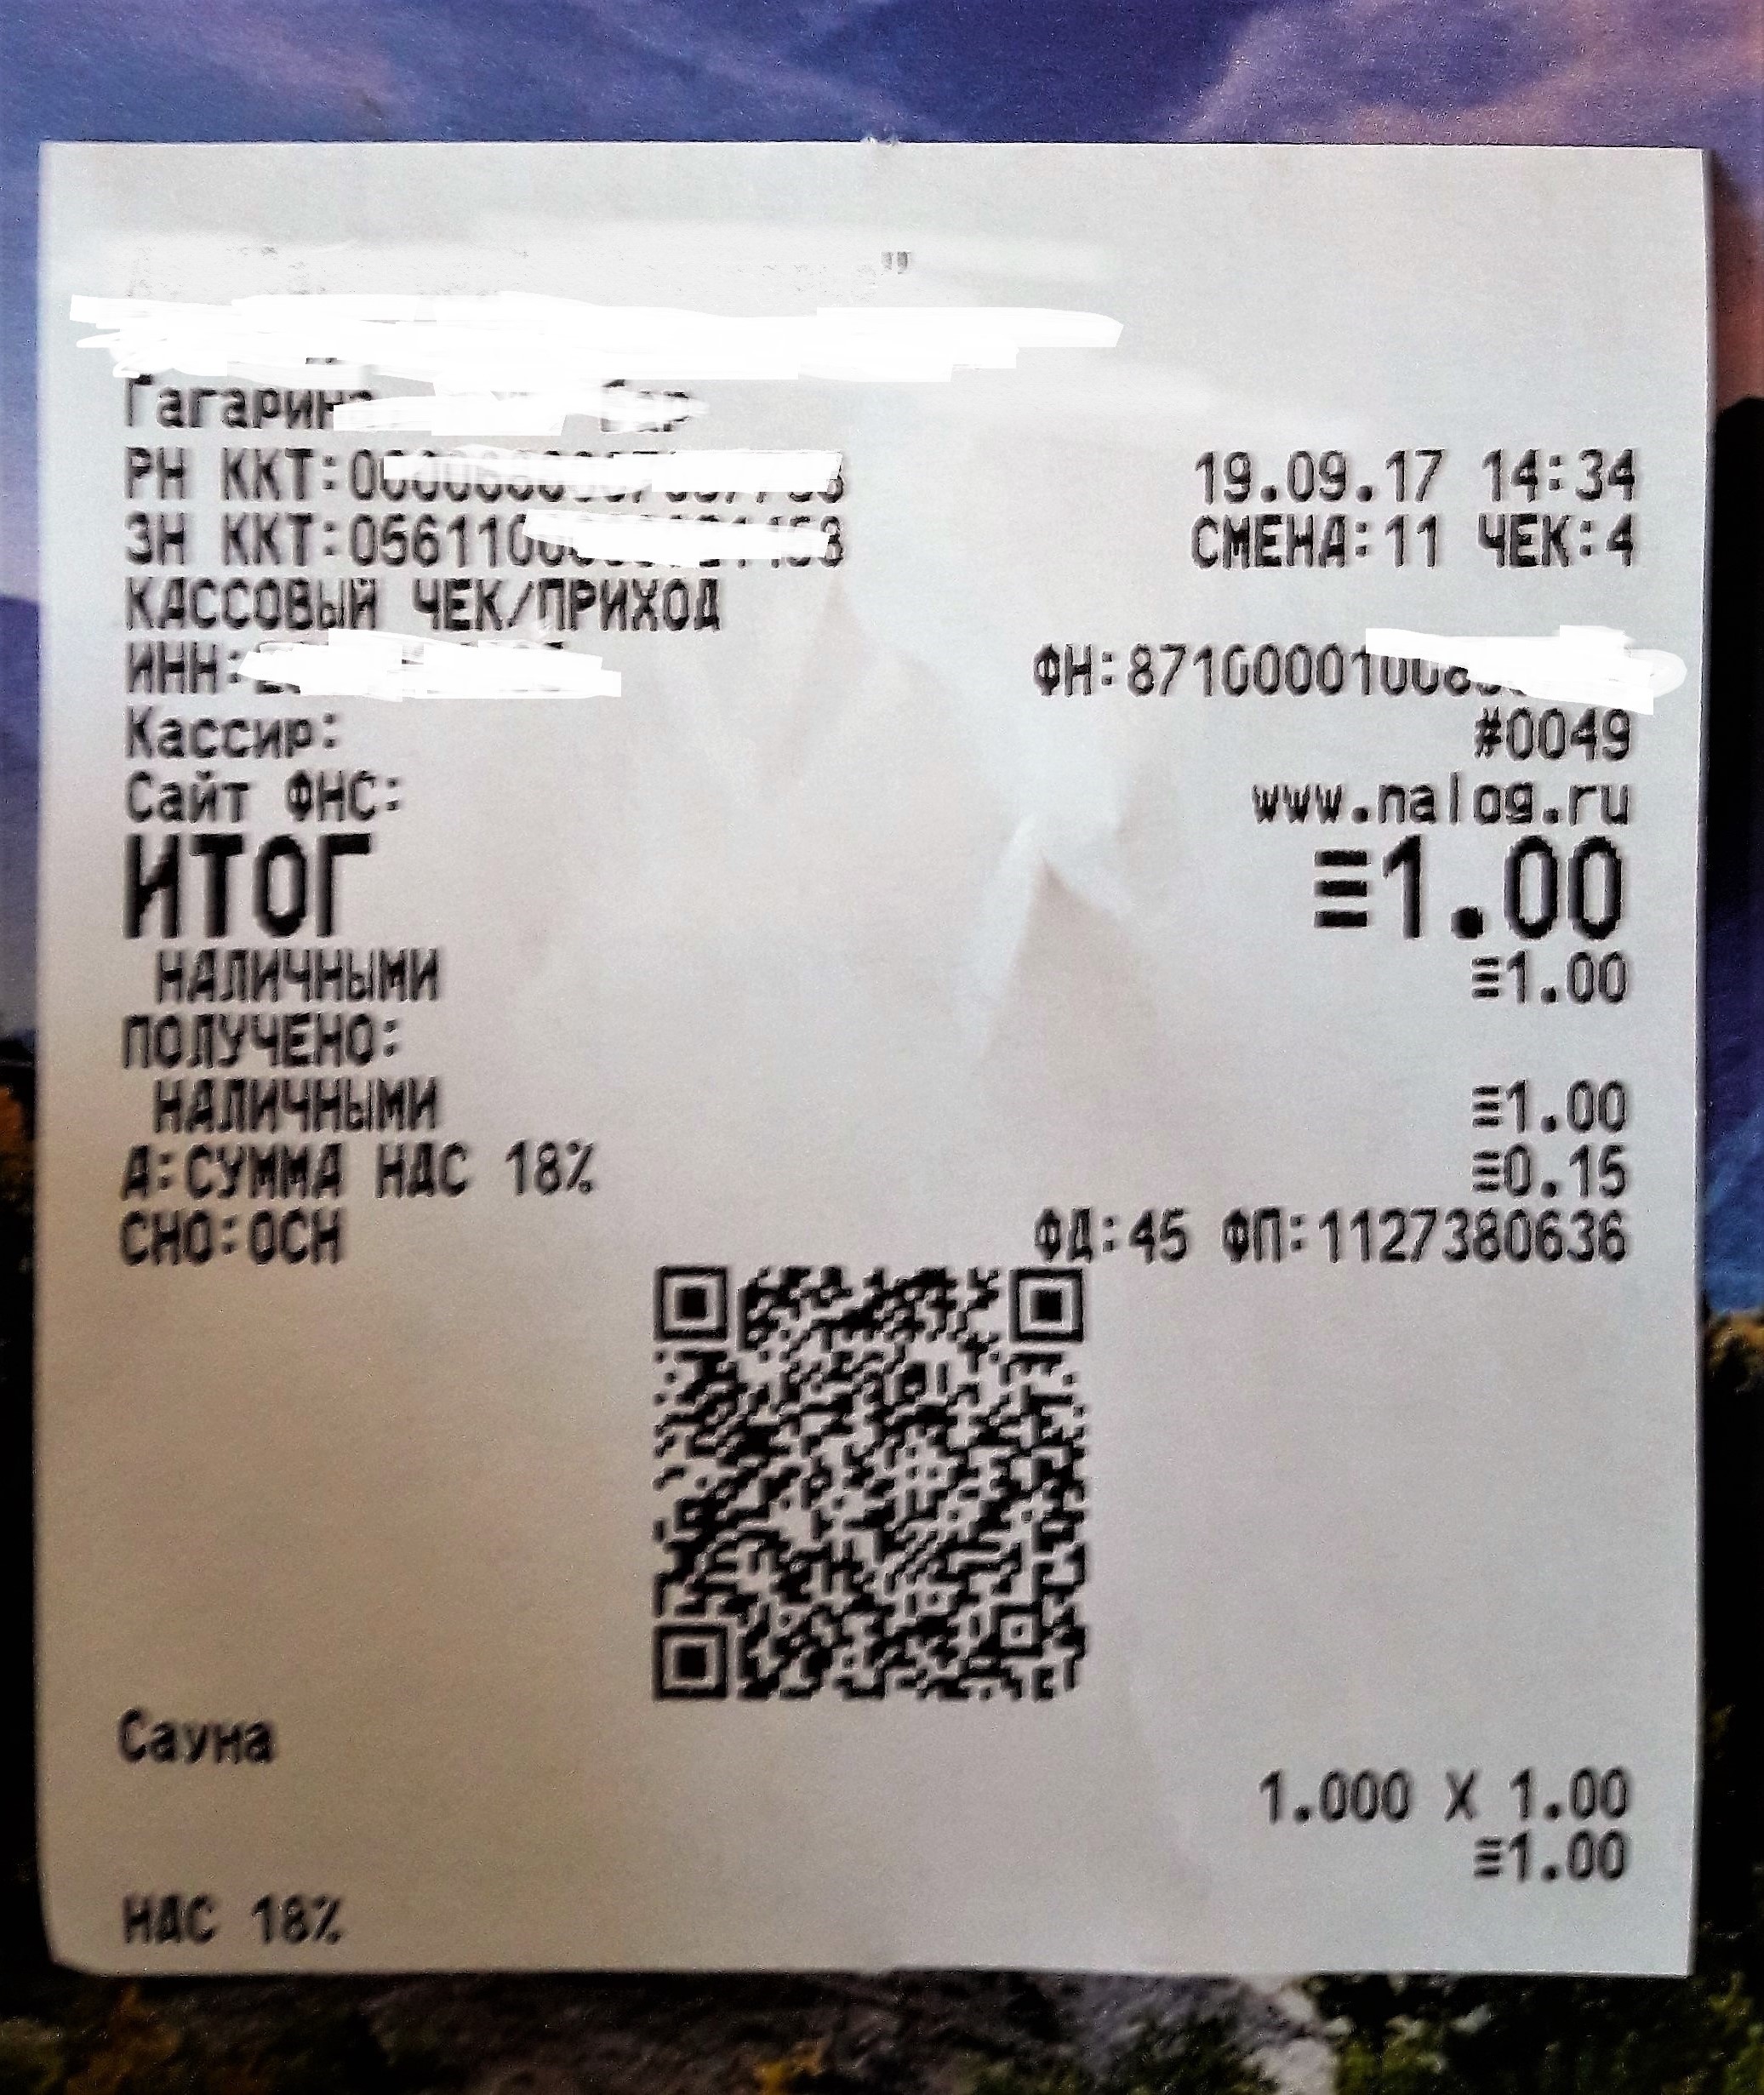 "
РН ККТ: 19.09.17 14:34
ЗН ККТ: СМЕНА:11 ЧЕК:4
КАССОВЫЙ ЧЕК/ПРИХОД
ИНН: ФН:
Кассир: #0049
Сайт ФНС: www.nalog.ru
ИТОГ ≡1.00
НАЛИЧНЫМИ ≡1.00
ПОЛУЧЕНО:
НАЛИЧНЫМИ ≡1.00
А:СУММА НДС 18% ≡0.15
СНО:ОСН ФД:45 ФП:1127380636
Сауна
1.000 X 1.00
≡1.00
НДС 18%